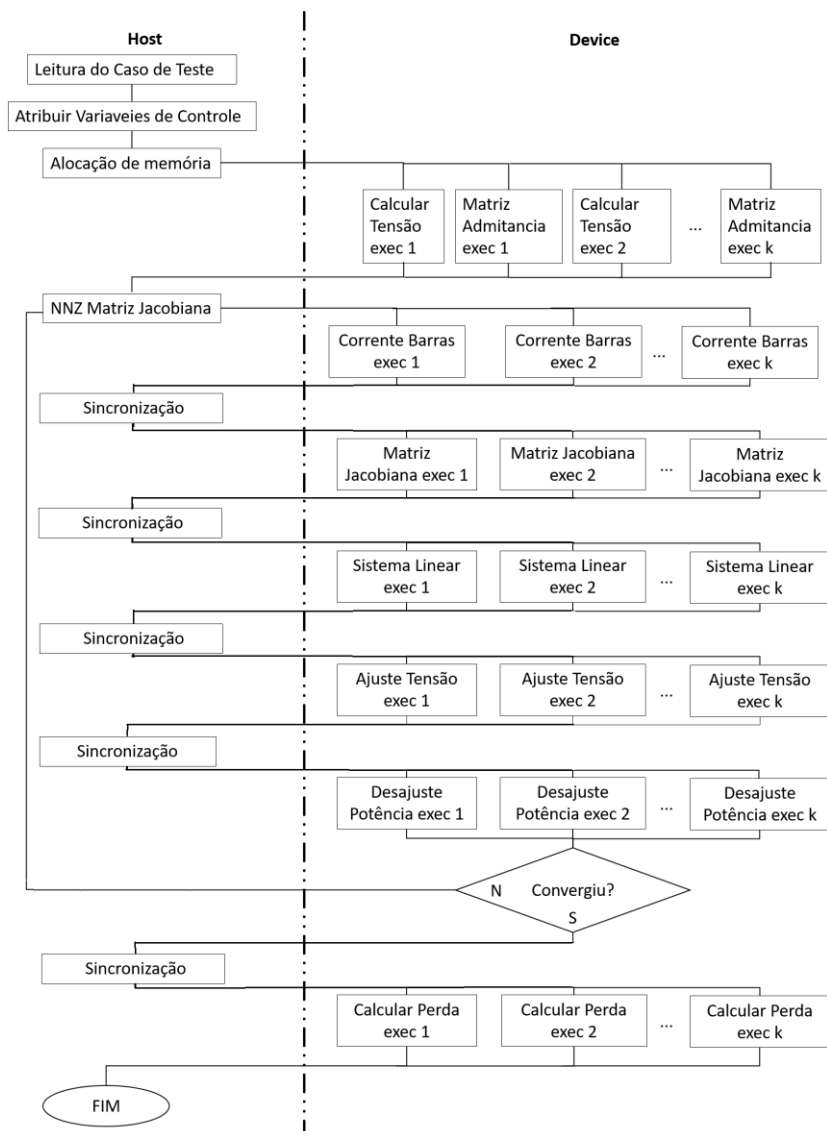 Host
Device
Leitura do Caso de Teste
Atribuir Variaveies de Controle
Alocação de memória
Calcular
Tensão
exec 1
Matriz
Admitancia
exec 1
Calcular
Tensão
exec 2
...
Matriz
Admitancia
exec k
NNZ Matriz Jacobiana
Corrente Barras
exec 1
Corrente Barras
exec 2
...
Corrente Barras
exec k
Sincronização
Matriz
Jacobiana exec 1
Matriz Jacobiana
exec 2
...
Matriz
Jacobiana exec k
Sincronização
Sistema Linear
exec 1
Sistema Linear
exec 2
...
Sistema Linear
exec k
Sincronização
Ajuste Tensão
exec 1
Ajuste Tensão
exec 2
...
Ajuste Tensão
exec k
Sincronização
Desajuste
Potência exec 1
Desajuste
Potência exec 2
...
Desajuste
Potência exec k
N
Convergiu?
S
Sincronização
Calcular Perda
exec 1
Calcular Perda
exec 2
...
Calcular Perda
exec k
FIM